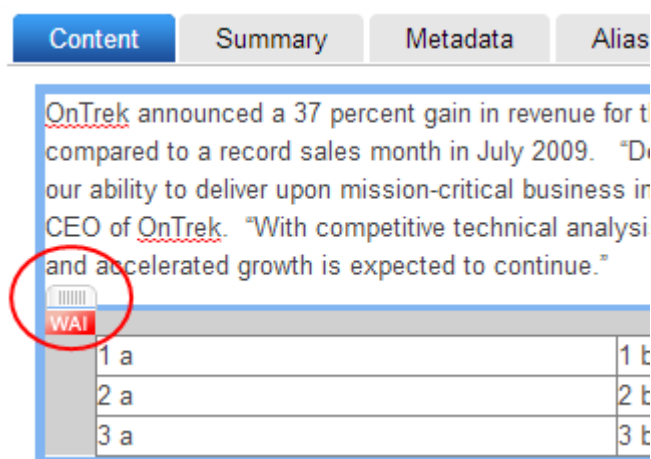 Content Summary Metadata Alias
OnTrek announced a 37 percent gain in revenue for
compared to a record sales month in July 2009. "D
our ability to deliver upon mission-critical business
CEO of OnTrek. "With competitive technical analysis
and accelerated growth is expected to continue."
WAI
1 a 1 b
2 a 2 b
3 a 3 b